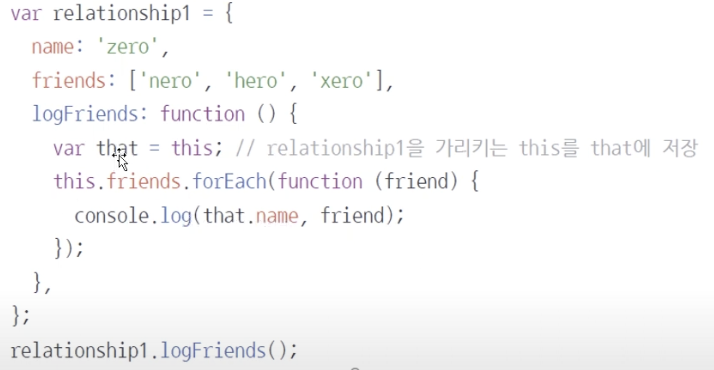 var relationship1 = {
  name: 'zero',
  friends: ['nero', 'hero', 'xero'],
  logFriends: function () {
    var that = this; // relationship1을 가리키는 this를 that에 저장
    this.friends.forEach(function (friend) {
      console.log(that.name, friend);
    });
  },
};
relationship1.logFriends();